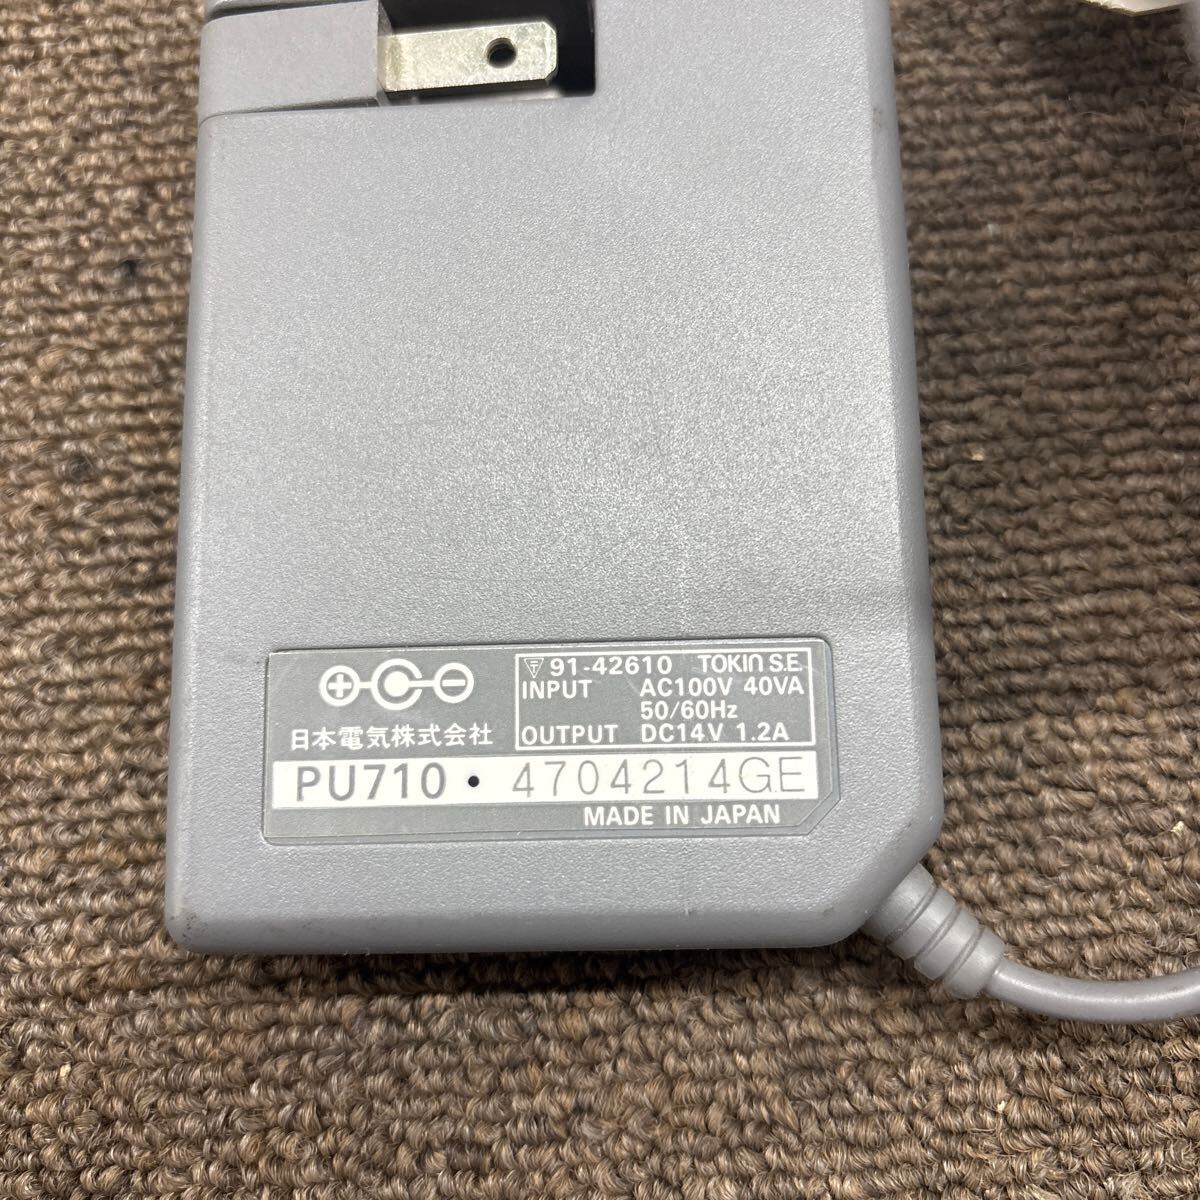 91-42610 TOKIN S.E.
INPUT AC100V 40VA
50/60Hz
OUTPUT DC14V 1.2A
日本電気株式会社
PU710・4704214GE
MADE IN JAPAN